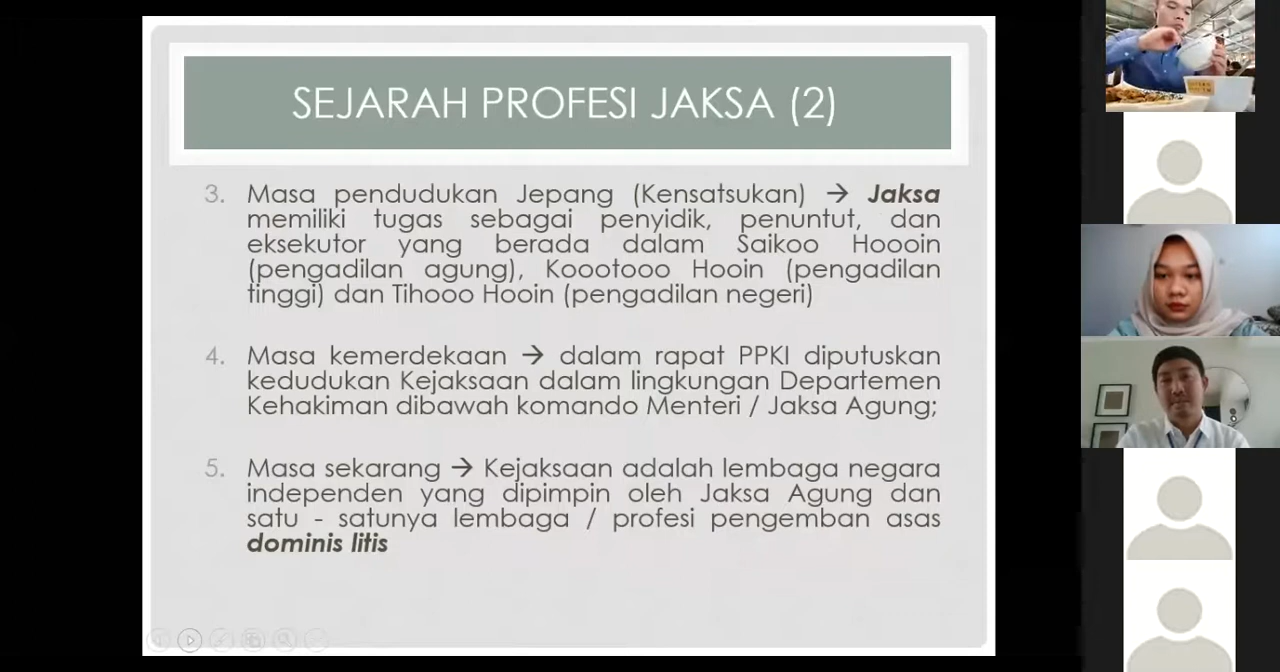 SEJARAH PROFESI JAKSA (2)
3. Masa pendudukan Jepang (Kensatsukan) → Jaksa
memiliki tugas sebagai penyidik, penuntut, dan
eksekutor yang berada dalam Saikoo Hoooin
(pengadilan agung), Koootooo Hooin (pengadilan
tinggi) dan Tihooo Hooin (pengadilan negeri)
4. Masa kemerdekaan → dalam rapat PPKI diputuskan
kedudukan Kejaksaan dalam lingkungan Departemen
Kehakiman dibawah komando Menteri / Jaksa Agung;
5. Masa sekarang → Kejaksaan adalah lembaga negara
independen yang dipimpin oleh Jaksa Agung dan
satu - satunya lembaga / profesi pengemban asas
dominis litis